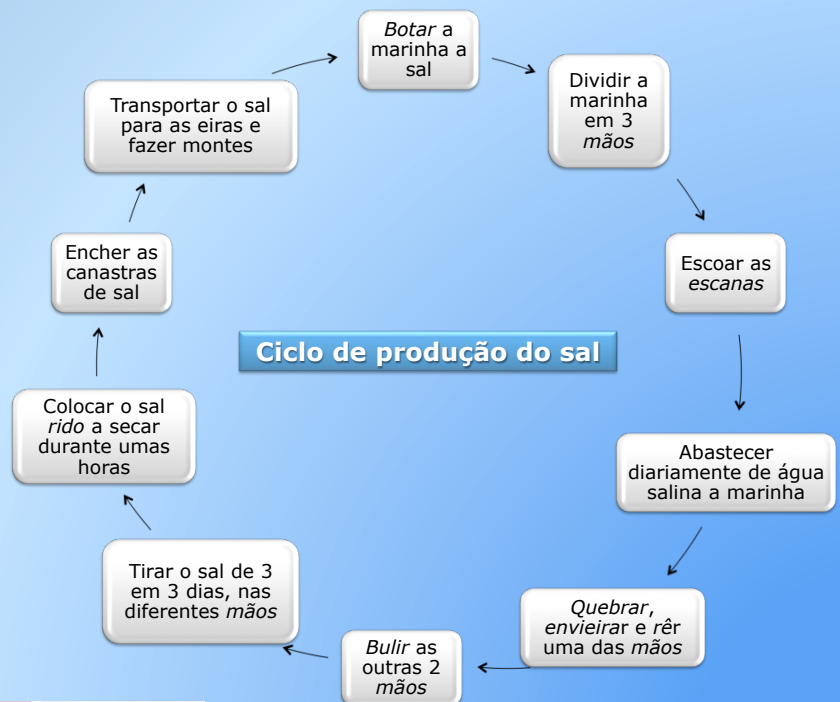 Botar a
marinha a
sal
Dividir a
marinha
em 3
mãos
Escoar as
escanas
Abastecer
diariamente de água
salina a marinha
Quebrar,
envieirar e rêr
uma das mãos
Bulir as
outras 2
mãos
Tirar o sal de 3
em 3 dias, nas
diferentes mãos
Colocar o sal
rido a secar
durante umas
horas
Encher as
canastras
de sal
Transportar o sal
para as eiras e
fazer montes
Ciclo de produção do sal